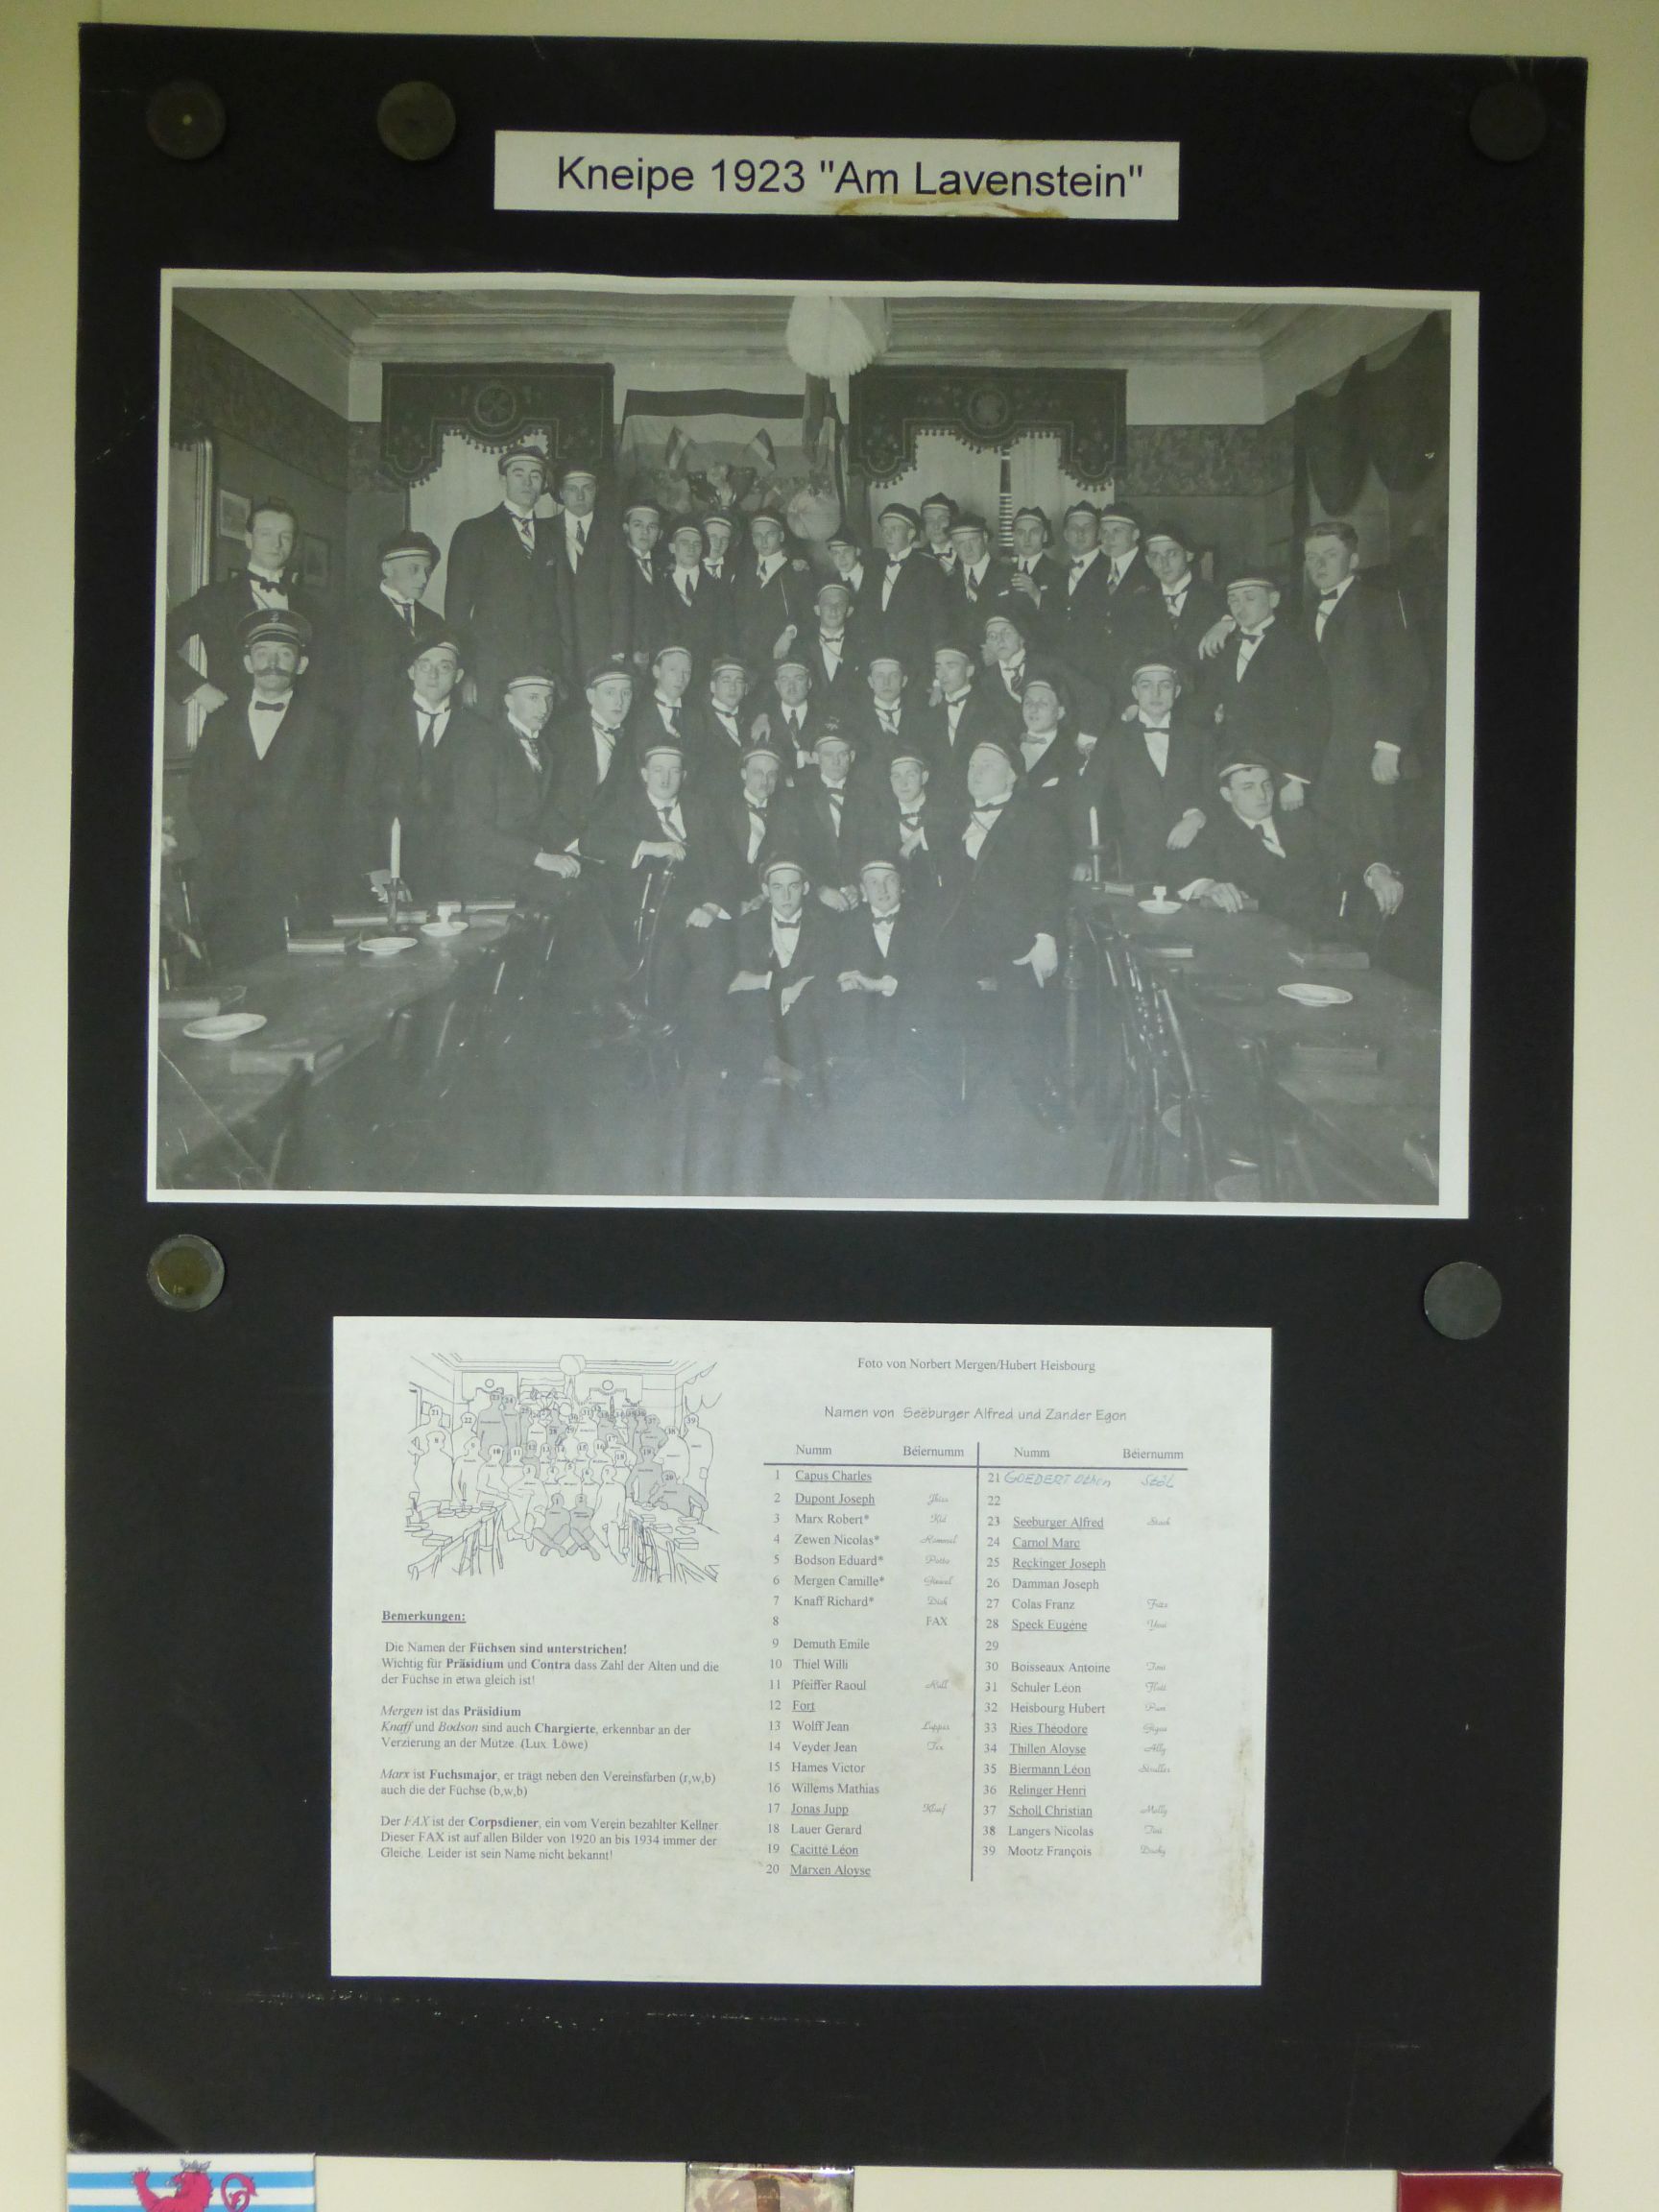 Kneipe 1923 "Am Lavenstein"
Foto von Norbert Mergen/Hubert Heisbourg
Namen von Seeburger Alfred und Zander Egon
Numm Béiernumm Numm Béiernumm
1 Capus Charles
2 Dupont Joseph
3 Marx Robert* Kid
4 Zewen Nicolas*
5 Bodson Eduard*
6 Mergen Camille*
7 Knaff Richard* Dick
8 FAX
9 Demuth Emile
10 Thiel Willi
11 Pfeiffer Raoul
12 Fort
13 Wolff Jean
14 Veyder Jean
15 Hames Victor
16 Willems Mathias
17 Jonas Jupp
18 Lauer Gerard
19 Cacitté Léon
20 Marxen Aloyse
21 GOEDERT
22
23 Seeburger Alfred
24 Carnol Marc
25 Reckinger Joseph
26 Damman Joseph
27 Colas Franz
28 Speck Eugène
29
30 Boisseaux Antoine
31 Schuler Léon
32 Heisbourg Hubert
33 Ries Théodore
34 Thillen Aloyse Ally
35 Biermann Léon
36 Relinger Henri
37 Scholl Christian Molly
38 Langers Nicolas
39 Mootz François
Bemerkungen:
Die Namen der Füchsen sind unterstrichen!
Wichtig für Präsidium und Contra dass Zahl der Alten und die
der Füchse in etwa gleich ist!
Mergen ist das Präsidium
Knaff und Bodson sind auch Chargierte, erkennbar an der
Verzierung an der Mütze. (Lux. Löwe)
Marx ist Fuchsmajor, er trägt neben den Vereinsfarben (r,w,b)
auch die der Füchse (b,w,b)
Der FAX ist der Corpsdiener, ein vom Verein bezahlter Kellner
Dieser FAX ist auf allen Bilder von 1920 an bis 1934 immer der
Gleiche. Leider ist sein Name nicht bekannt!